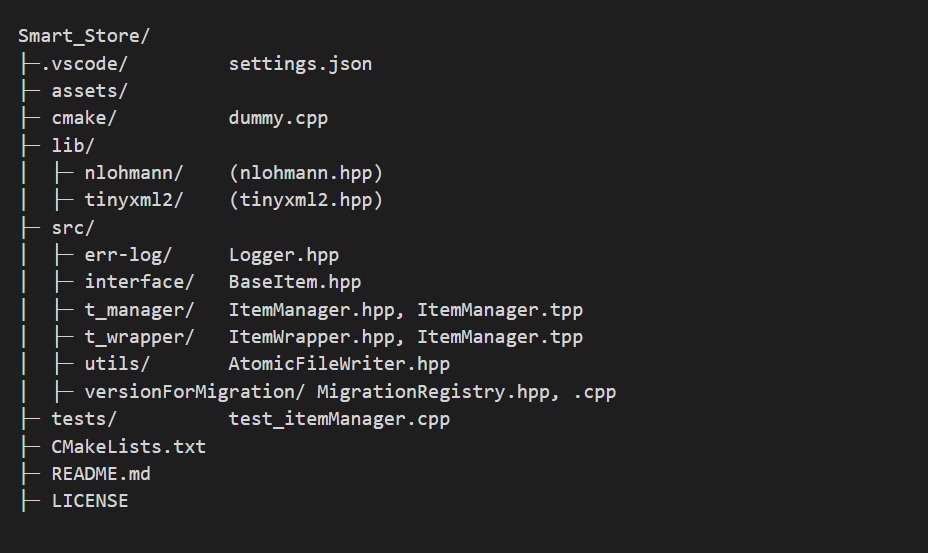 Smart_Store/
├─.vscode/         settings.json
├─ assets/
├─ cmake/          dummy.cpp
├─ lib/
│  ├─ nlohmann/    (nlohmann.hpp)
│  ├─ tinyxml2/    (tinyxml2.hpp)
├─ src/
│  ├─ err-log/     Logger.hpp
│  ├─ interface/   BaseItem.hpp
│  ├─ t_manager/   ItemManager.hpp, ItemManager.tpp
│  ├─ t_wrapper/   ItemWrapper.hpp, ItemManager.tpp
│  ├─ utils/       AtomicFileWriter.hpp
│  ├─ versionForMigration/ MigrationRegistry.hpp, .cpp
├─ tests/          test_itemManager.cpp
├─ CMakeLists.txt
├─ README.md
├─ LICENSE